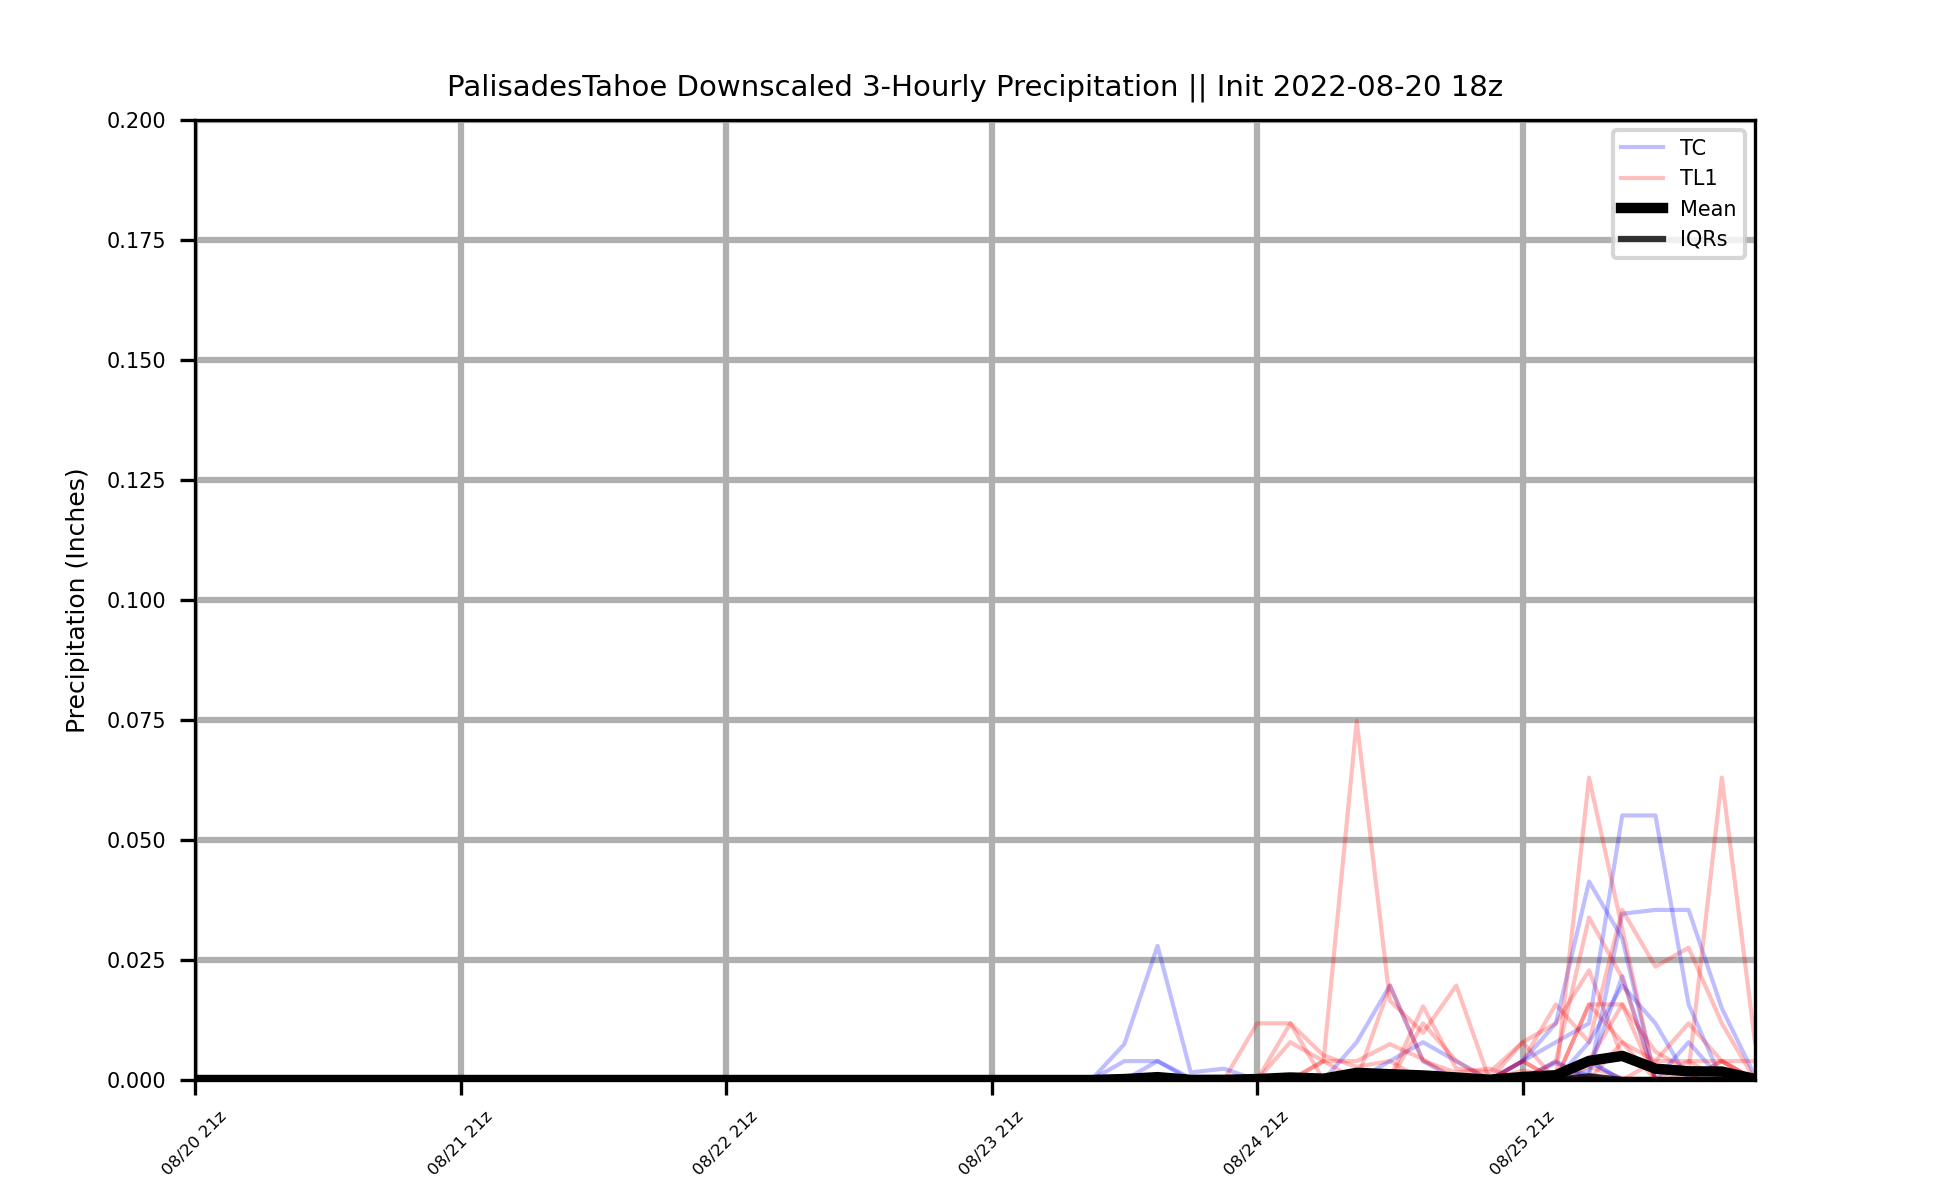 PalisadesTahoe Downscaled 3-Hourly Precipitation || Init 2022-08-20 18z
0.200
0.175
0.150
0.125
0.100
0.075
0.050
0.025
0.000
Precipitation (Inches)
TC
TL1
Mean
IQRs
08/20 21z
08/21 21z
08/22 21z
08/23 21z
08/24 21z
08/25 21z